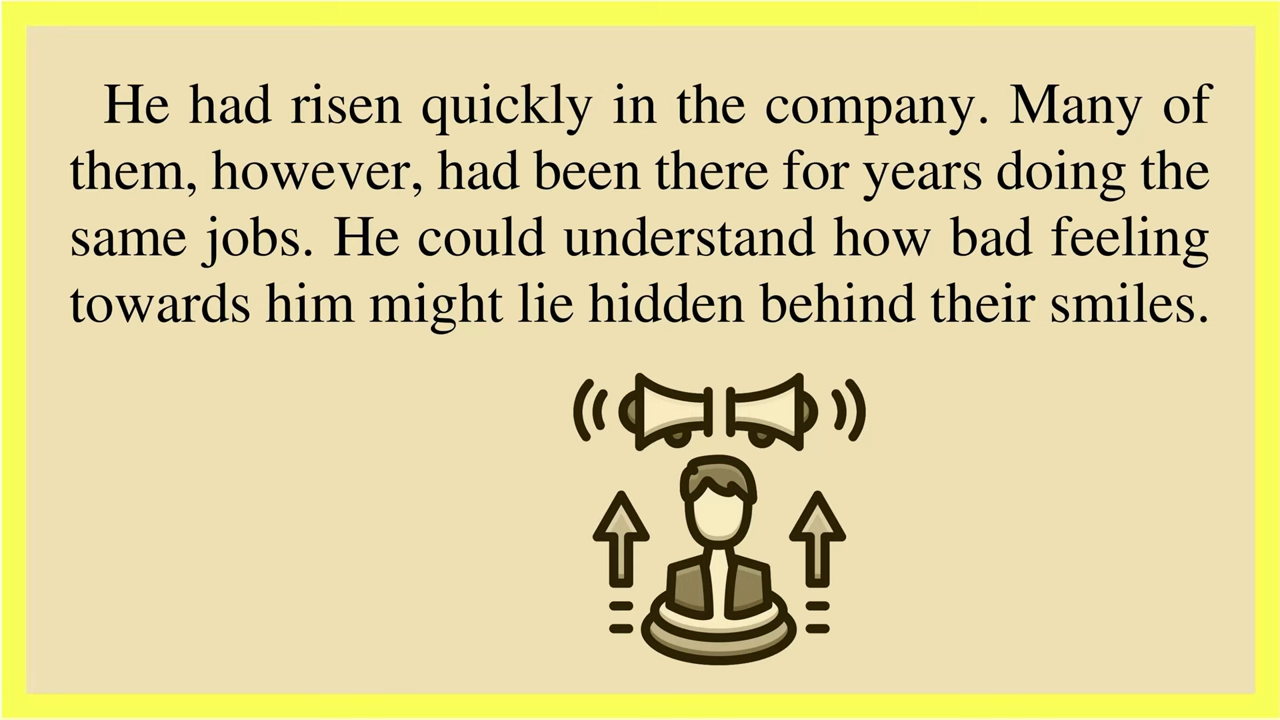 He had risen quickly in the company. Many of
them, however, had been there for years doing the
same jobs. He could understand how bad feeling
towards him might lie hidden behind their smiles.